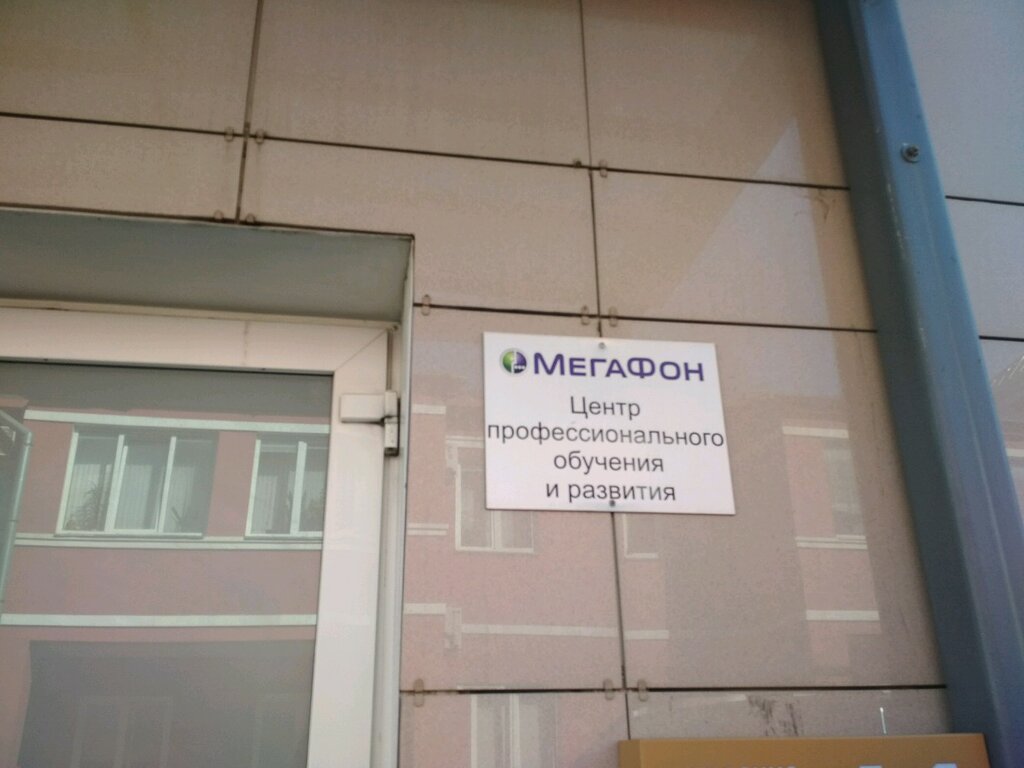 МЕГАФОН
Центр
профессионального
обучения
и развития